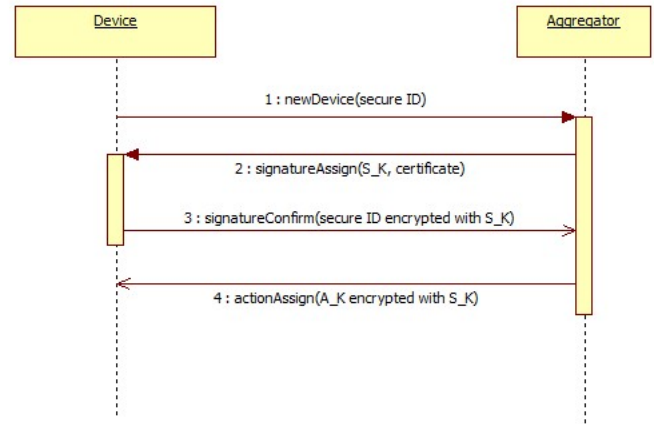 Device
Aggregator
1 : newDevice(secure ID)
2 : signatureAssign(S_K, certificate)
3 : signatureConfirm(secure ID encrypted with S_K)
4 : actionAssign(A_K encrypted with S_K)